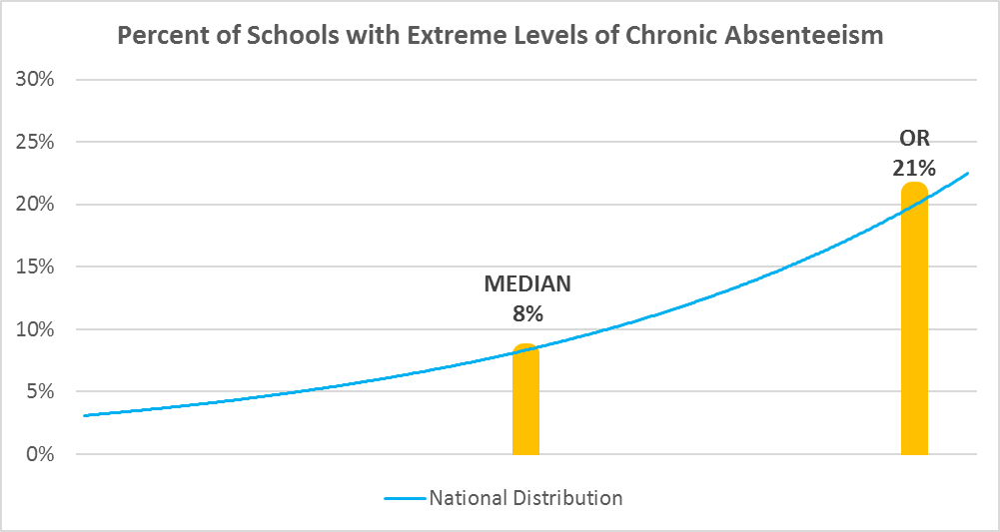 Percent of Schools with Extreme Levels of Chronic Absenteeism
30%
25%
20%
15%
10%
5%
0%
OR
21%
MEDIAN
8%
National Distribution